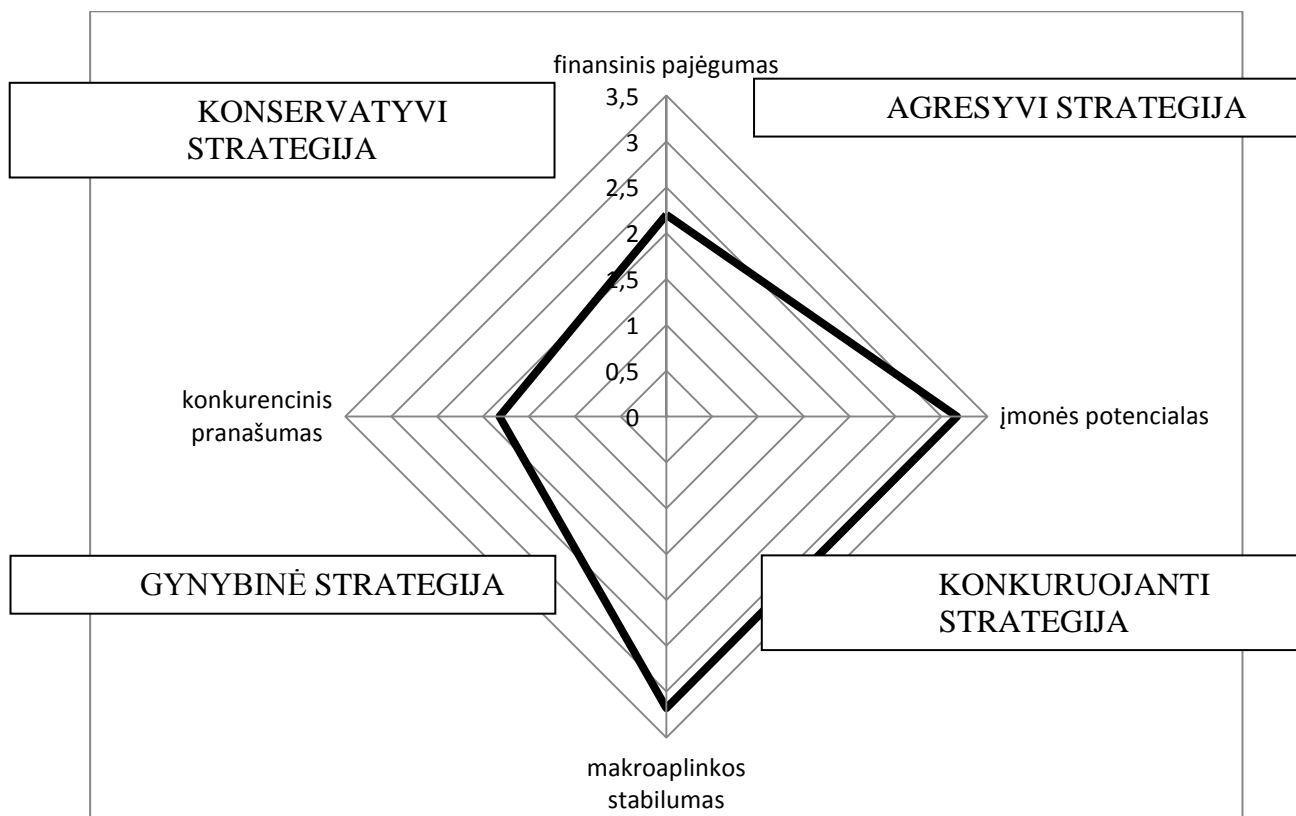 finansinis pajėgumas
KONSERVATYVI
STRATEGIJA
AGRESYVI STRATEGIJA
3,5
3
2,5
2
1,5
1
0,5
0
konkurencinis
pranašumas
įmonės potencialas
GYNYBINĖ STRATEGIJA
KONKURUOJANTI
STRATEGIJA
makroaplinkos
stabilumas